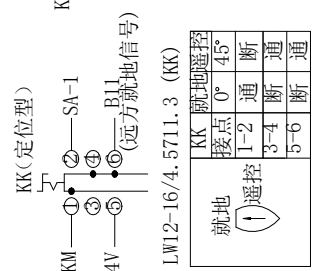 K
KK(定位型)
① ② SA-1
③ ④
⑤ ⑥ B11
(远方就地信号)
KM
4V
LW12-16/4.5711.3 (KK)
就地
遥控
KK 就地 遥控
接点 0° 45°
1-2 通 断
3-4 断 通
5-6 断 通